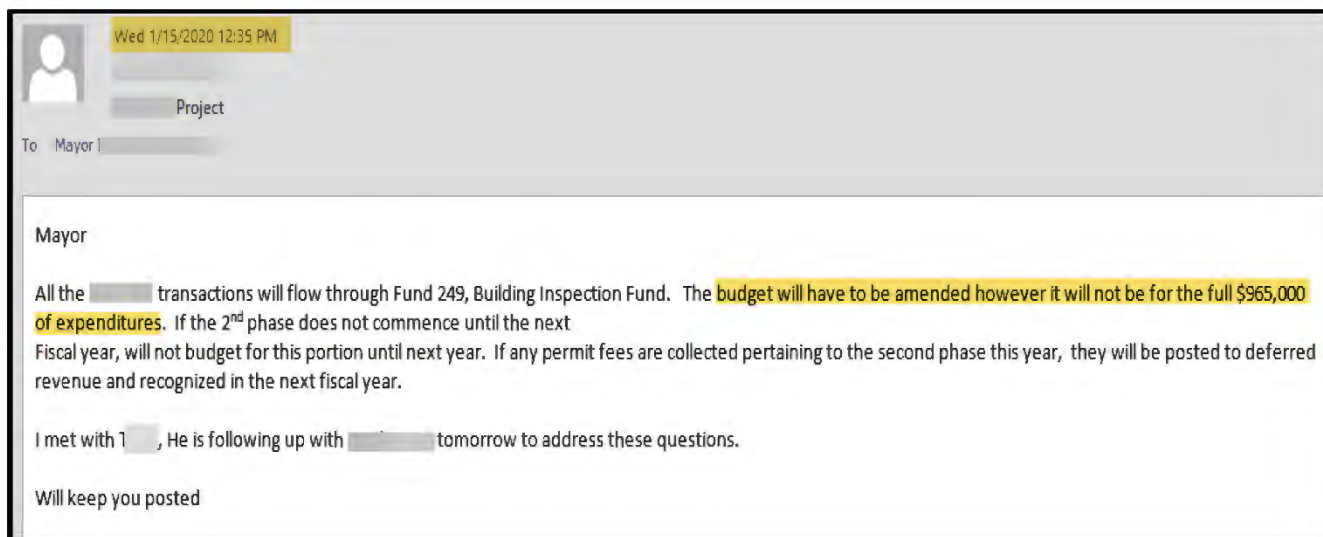 Wed 1/15/2020 12:35 PM
Project
To Mayor
Mayor
All the transactions will flow through Fund 249, Building Inspection Fund. The budget will have to be amended however it will not be for the full $965,000
of expenditures. If the 2nd phase does not commence until the next
Fiscal year, will not budget for this portion until next year. If any permit fees are collected pertaining to the second phase this year, they will be posted to deferred
revenue and recognized in the next fiscal year.
I met with T , He is following up with tomorrow to address these questions.
Will keep you posted